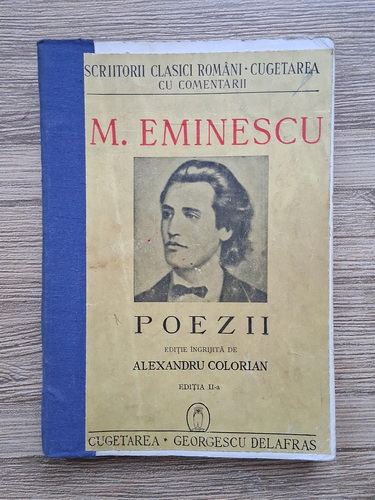 SCRIITORII CLASICI ROMÂNI · CUGETAREA
CU COMENTARII
M. EMINESCU
POEZII
EDIȚIE ÎNGRIJITĂ DE
ALEXANDRU COLORIAN
EDIȚIA II-a
CUGETAREA · GEORGESCU DELAFRAS